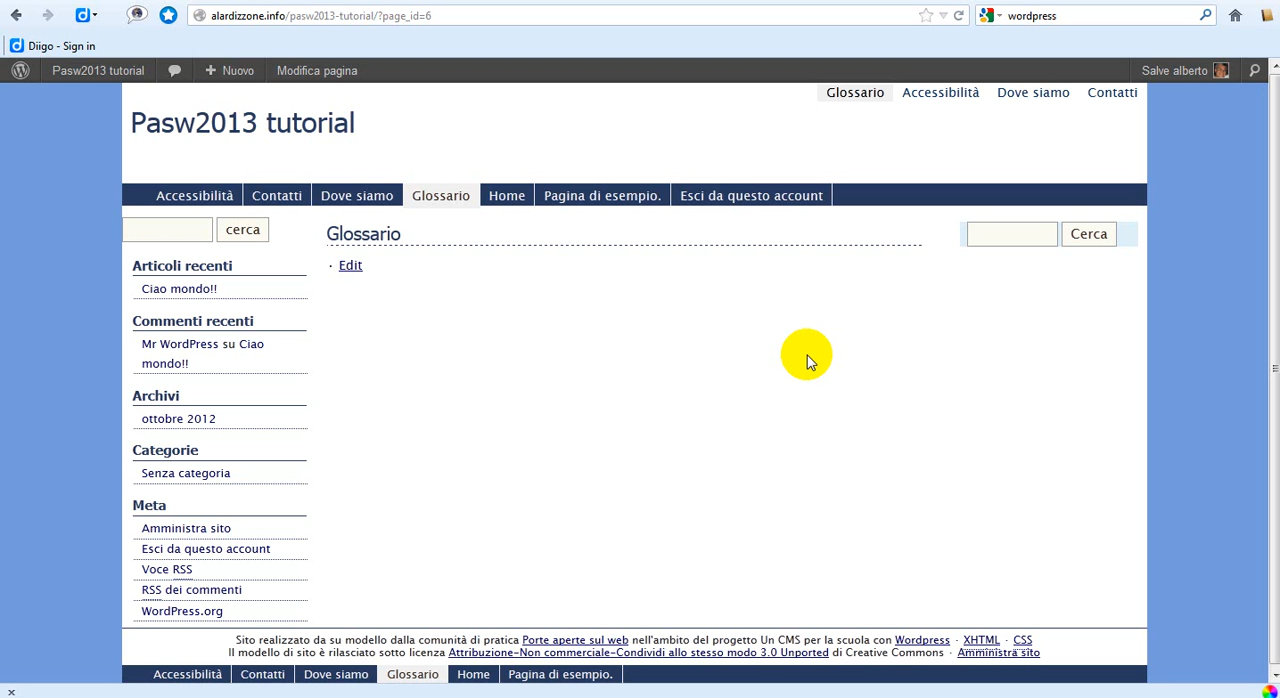 alardizzone.info/pasw2013-tutorial/?page_id=6
wordpress
Diigo - Sign in
Pasw2013 tutorial
Nuovo
Modifica pagina
Salve alberto
Glossario
Accessibilità
Dove siamo
Contatti
Pasw2013 tutorial
Accessibilità
Contatti
Dove siamo
Glossario
Home
Pagina di esempio.
Esci da questo account
cerca
Glossario
Cerca
· Edit
Articoli recenti
Ciao mondo!!
Commenti recenti
Mr WordPress su Ciao
mondo!!
Archivi
ottobre 2012
Categorie
Senza categoria
Meta
Amministra sito
Esci da questo account
Voce RSS
RSS dei commenti
WordPress.org
Sito realizzato da su modello dalla comunità di pratica Porte aperte sul web nell'ambito del progetto Un CMS per la scuola con Wordpress · XHTML · CSS
Il modello di sito è rilasciato sotto licenza Attribuzione-Non commerciale-Condividi allo stesso modo 3.0 Unported di Creative Commons · Amministra sito
Accessibilità
Contatti
Dove siamo
Glossario
Home
Pagina di esempio.